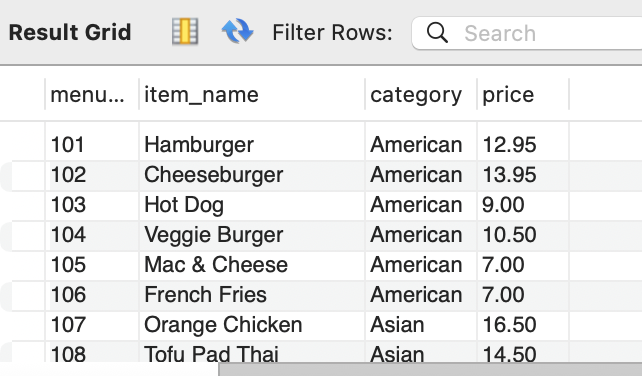 Result Grid Filter Rows: Search
menu... item_name category price
101 Hamburger American 12.95
102 Cheeseburger American 13.95
103 Hot Dog American 9.00
104 Veggie Burger American 10.50
105 Mac & Cheese American 7.00
106 French Fries American 7.00
107 Orange Chicken Asian 16.50
108 Tofu Pad Thai Asian 14.50